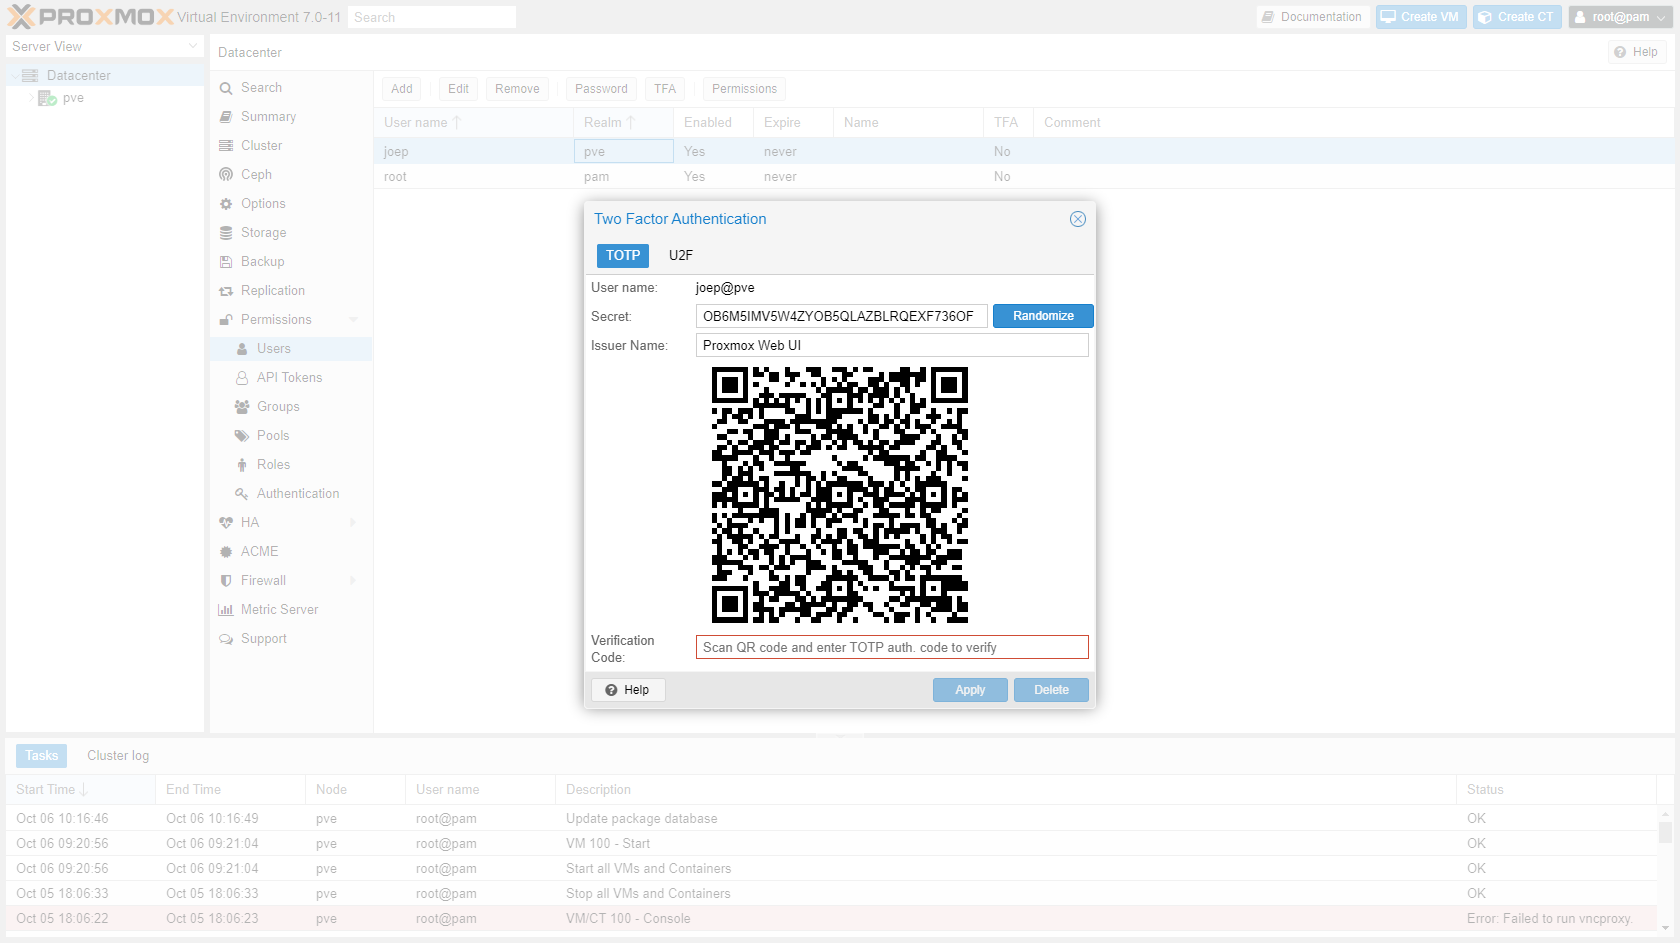 PROXMOX Virtual Environment 7.0-11 Search Documentation Create VM Create CT root@pam
Server View
Datacenter
pve
Datacenter
Help
Search
Summary
Cluster
Ceph
Options
Storage
Backup
Replication
Permissions
Users
API Tokens
Groups
Pools
Roles
Authentication
HA
ACME
Firewall
Metric Server
Support
Add Edit Remove Password TFA Permissions
User name Realm Enabled Expire Name TFA Comment
joep pve Yes never No
root pam Yes never No
Two Factor Authentication
TOTP U2F
User name: joep@pve
Secret: OB6M5IMV5W4ZYOB5QLAZBLRQEXF736OF Randomize
Issuer Name: Proxmox Web UI
Verification Code: Scan QR code and enter TOTP auth. code to verify
Help Apply Delete
Tasks Cluster log
Start Time End Time Node User name Description Status
Oct 06 10:16:46 Oct 06 10:16:49 pve root@pam Update package database OK
Oct 06 09:20:56 Oct 06 09:21:04 pve root@pam VM 100 - Start OK
Oct 06 09:20:56 Oct 06 09:21:04 pve root@pam Start all VMs and Containers OK
Oct 05 18:06:33 Oct 05 18:06:33 pve root@pam Stop all VMs and Containers OK
Oct 05 18:06:22 Oct 05 18:06:23 pve root@pam VM/CT 100 - Console Error: Failed to run vncproxy.